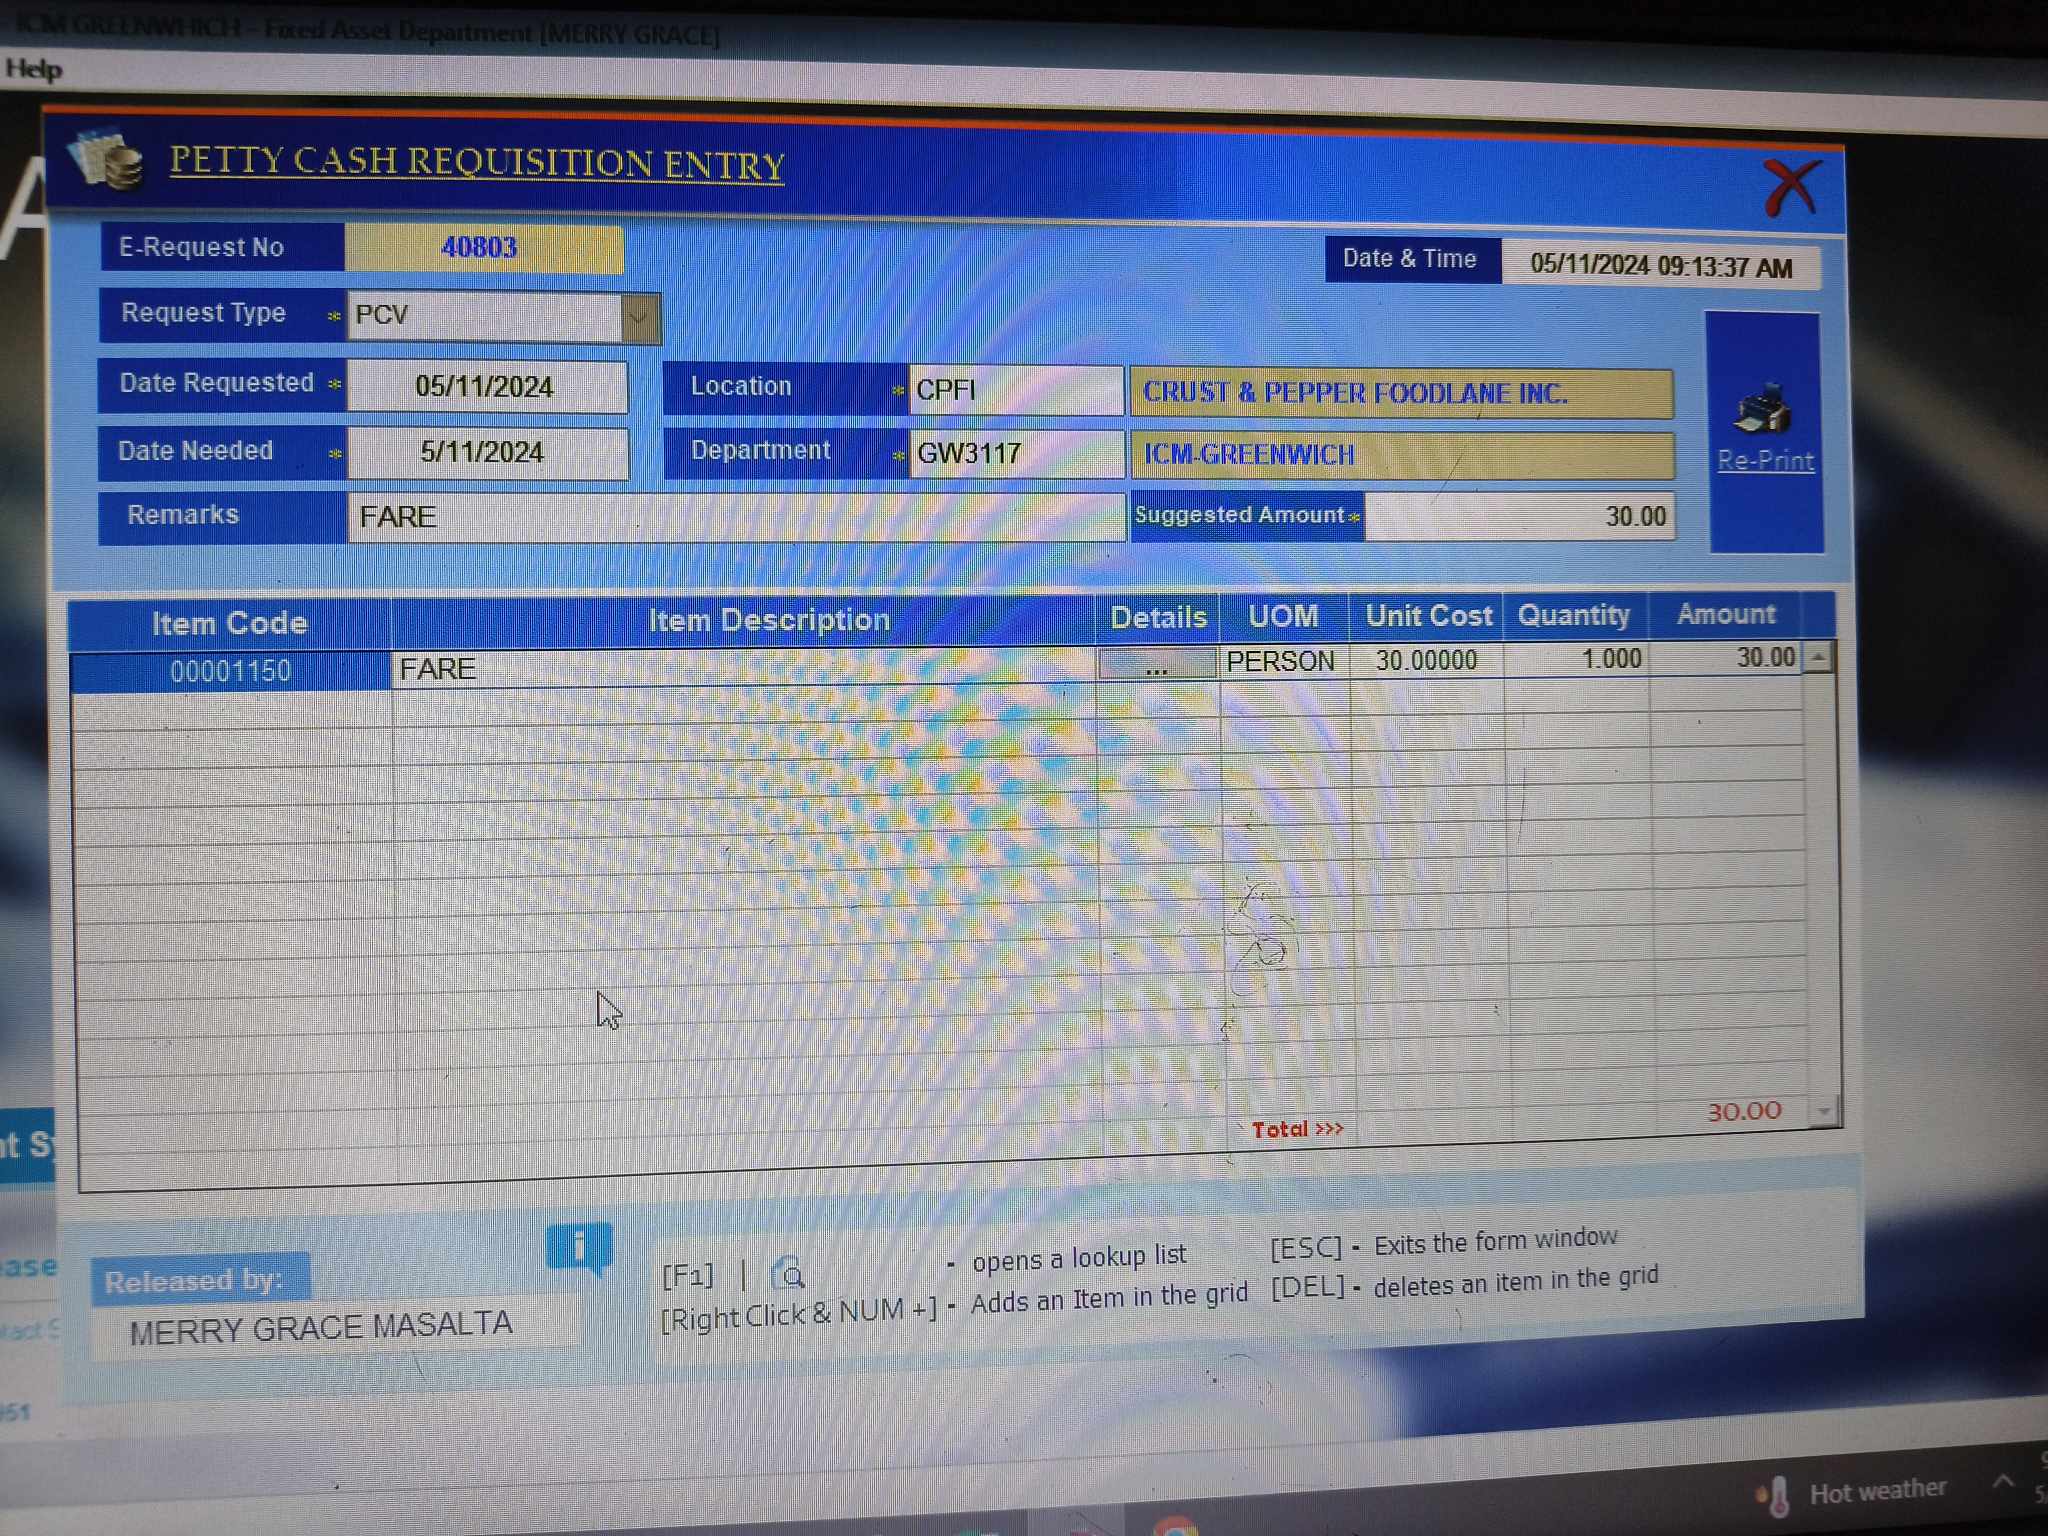 ICM GREENWHICH - Fixed Asset Department [MERRY GRACE]
Help
PETTY CASH REQUISITION ENTRY
E-Request No 40803
Date & Time 05/11/2024 09:13:37 AM
Request Type * PCV
Date Requested * 05/11/2024 Location * CPFI CRUST & PEPPER FOODLANE INC.
Date Needed * 5/11/2024 Department * GW3117 ICM-GREENWICH
Re-Print
Remarks FARE Suggested Amount * 30.00
Item Code Item Description Details UOM Unit Cost Quantity Amount
00001150 FARE ... PERSON 30.00000 1.000 30.00
Total >>> 30.00
Released by:
MERRY GRACE MASALTA
[F1] | - opens a lookup list [ESC] - Exits the form window
[Right Click & NUM +] - Adds an Item in the grid [DEL] - deletes an item in the grid
Hot weather